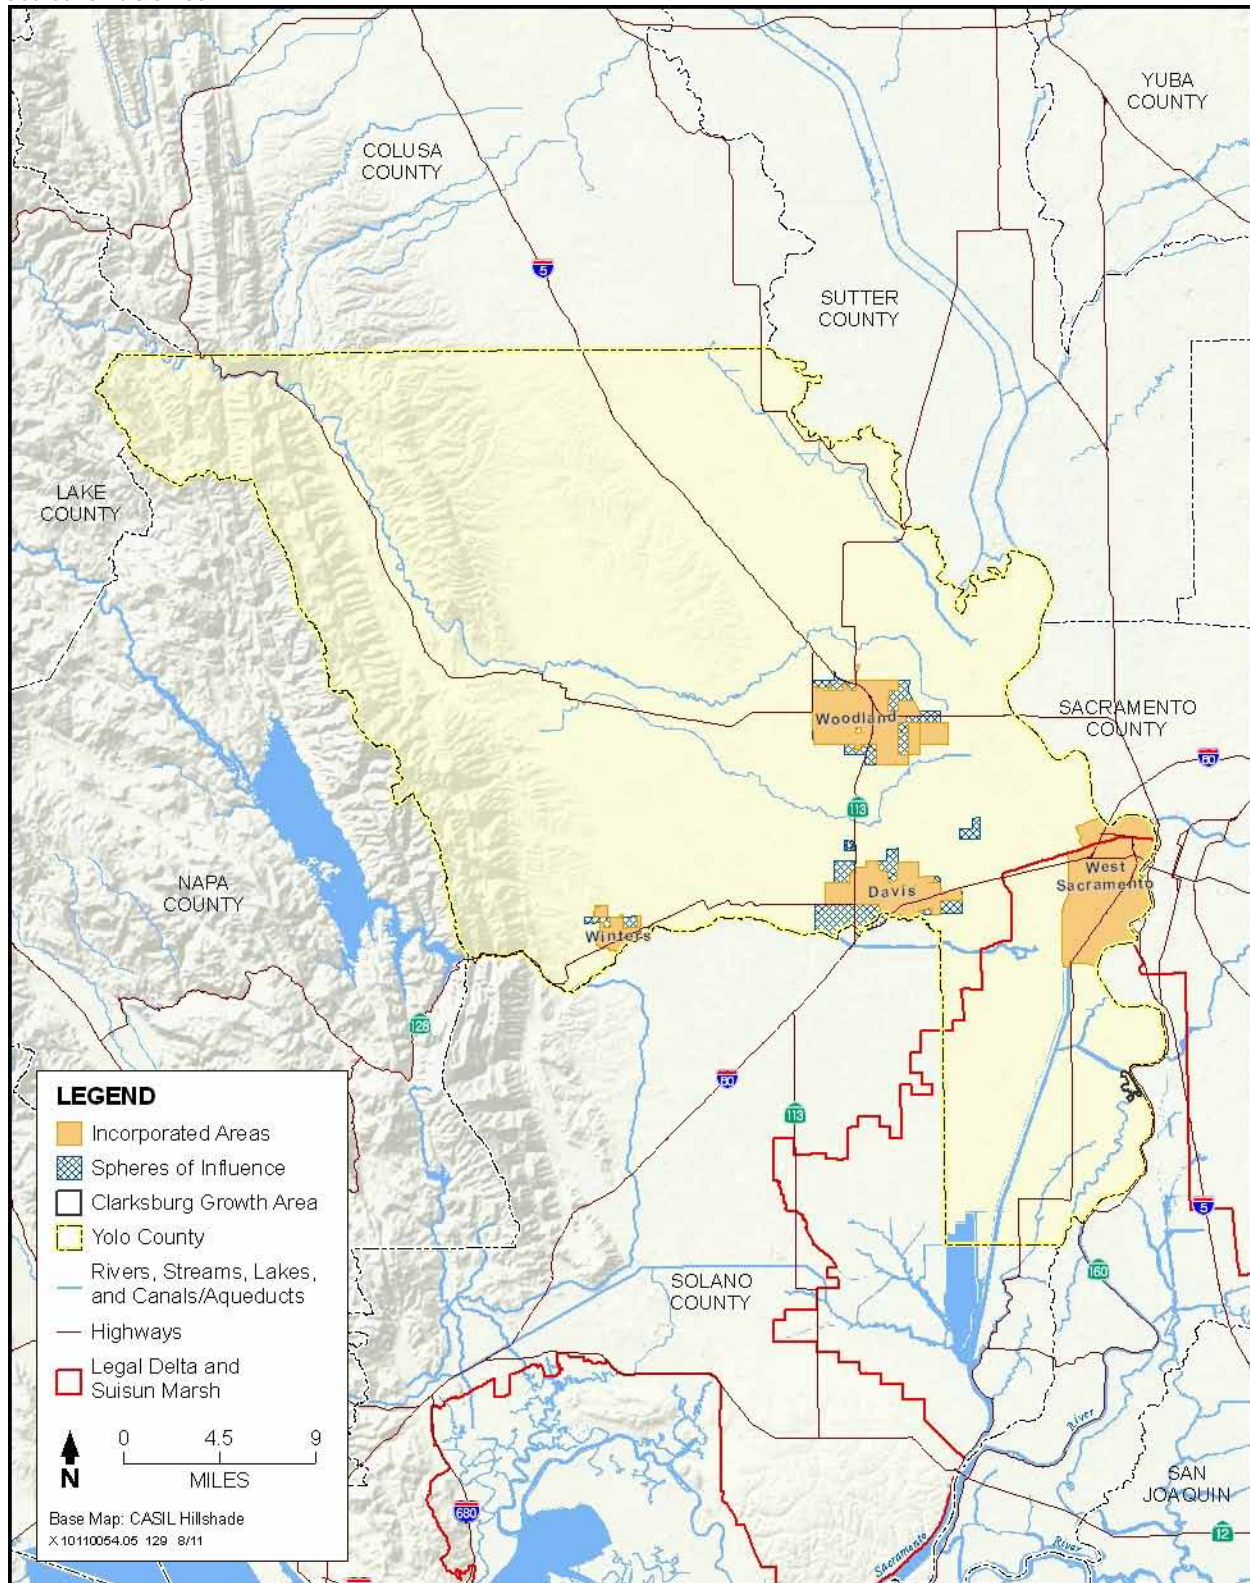 YUBA
COUNTY
COLUSA
COUNTY
5
SUTTER
COUNTY
LAKE
COUNTY
Woodland
SACRAMENTO
COUNTY
80
113
West
Sacramento
Davis
NAPA
COUNTY
Winters
128
80
113
LEGEND
Incorporated Areas
Spheres of Influence
Clarksburg Growth Area
Yolo County
Rivers, Streams, Lakes,
and Canals/Aqueducts
Highways
Legal Delta and
Suisun Marsh
0 4.5 9
MILES
N
Base Map: CASIL Hillshade
X 10110054.05 129 8/11
5
160
SOLANO
COUNTY
River
SAN
JOAQUIN
680
12
Sacramento
River